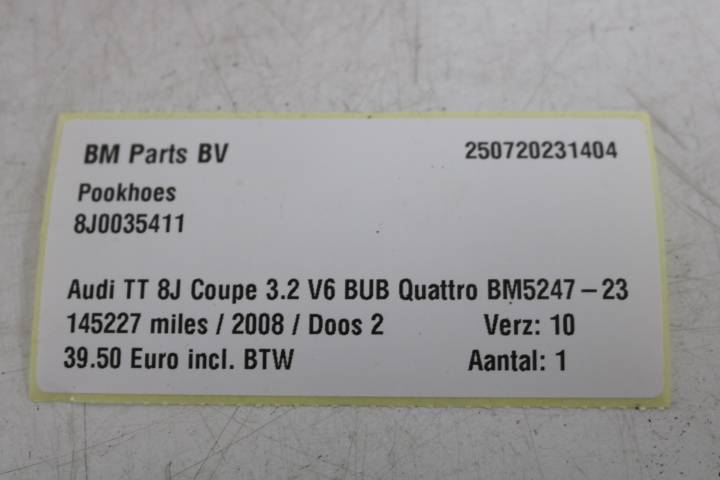 BM Parts BV 250720231404
Pookhoes
8J0035411
Audi TT 8J Coupe 3.2 V6 BUB Quattro BM5247-23
145227 miles / 2008 / Doos 2 Verz: 10
39.50 Euro incl. BTW Aantal: 1